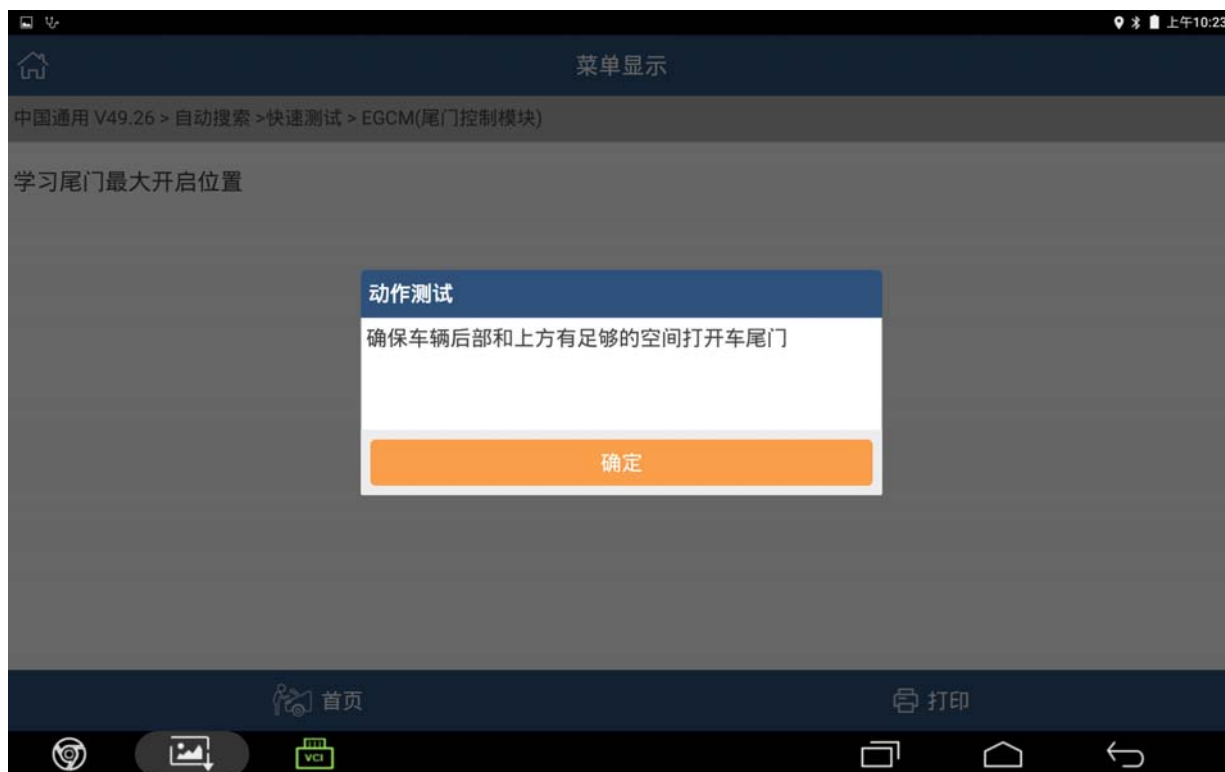 上午10:23
菜单显示
中国通用 V49.26 > 自动搜索 >快速测试 > EGCM(尾门控制模块)
学习尾门最大开启位置
动作测试
确保车辆后部和上方有足够的空间打开车尾门
确定
首页
打印
VCI